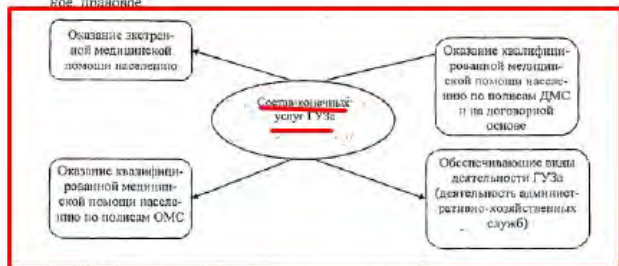 ное, правовое.
Оказание экстрен-
ной медицинской
помощи населению
Оказание квалифици-
рованной медицин-
ской помощи населе-
нию по полисам ДМС
и на договорной
основе
Состав конечных
услуг ГУЗа
Оказание квалифици-
рованной медицин-
ской помощи населе-
нию по полисам ОМС
Обеспечивающие виды
деятельности ГУЗа
(деятельность админист-
ративно-хозяйственных
служб)